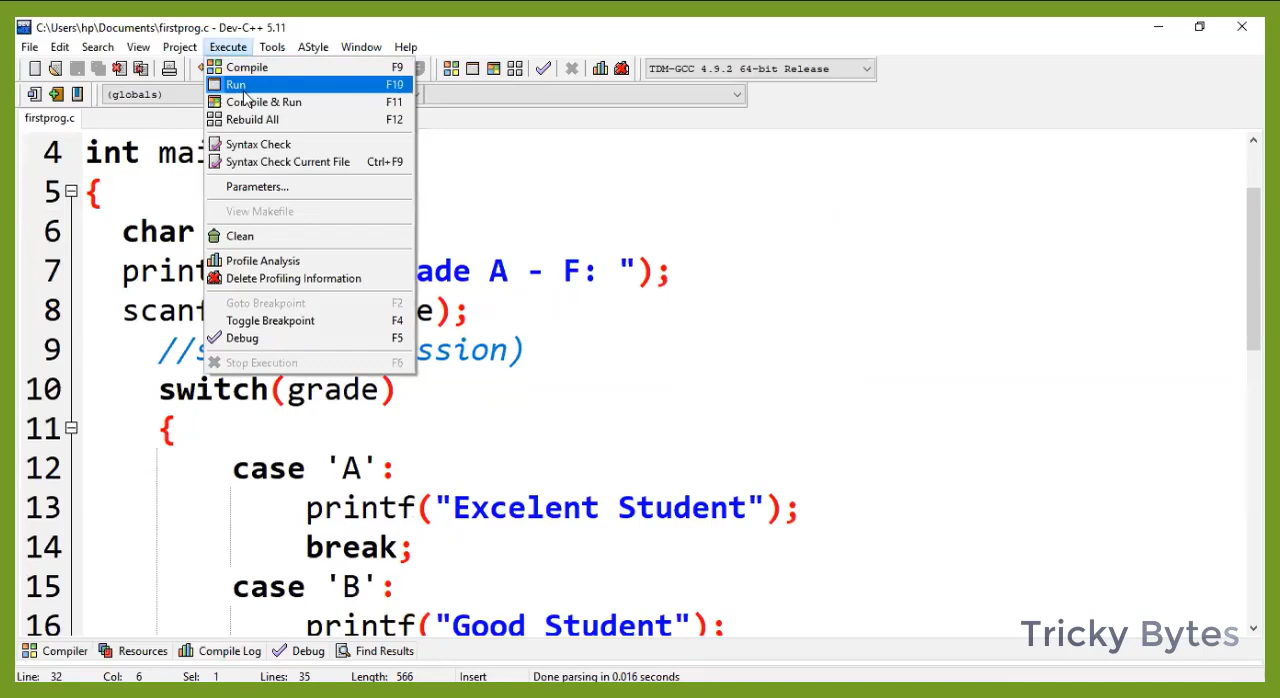 C:\Users\hp\Documents\firstprog.c - Dev-C++ 5.11
File Edit Search View Project Execute Tools AStyle Window Help
TDM-GCC 4.9.2 64-bit Release
(globals)
firstprog.c
Compile F9
Run F10
Compile & Run F11
Rebuild All F12
Syntax Check
Syntax Check Current File Ctrl+F9
Parameters...
View Makefile
Clean
Profile Analysis
Delete Profiling Information
Goto Breakpoint F2
Toggle Breakpoint F4
Debug F5
Stop Execution F6
4 int mai
5 {
6 char
7 print ade A - F: ");
8 scanf e);
9 //s ssion)
10 switch(grade)
11 {
12 case 'A':
13 printf("Excelent Student");
14 break;
15 case 'B':
16 printf("Good Student");
Tricky Bytes
Compiler Resources Compile Log Debug Find Results
Line: 32 Col: 6 Sel: 1 Lines: 35 Length: 566 Insert Done parsing in 0.016 seconds